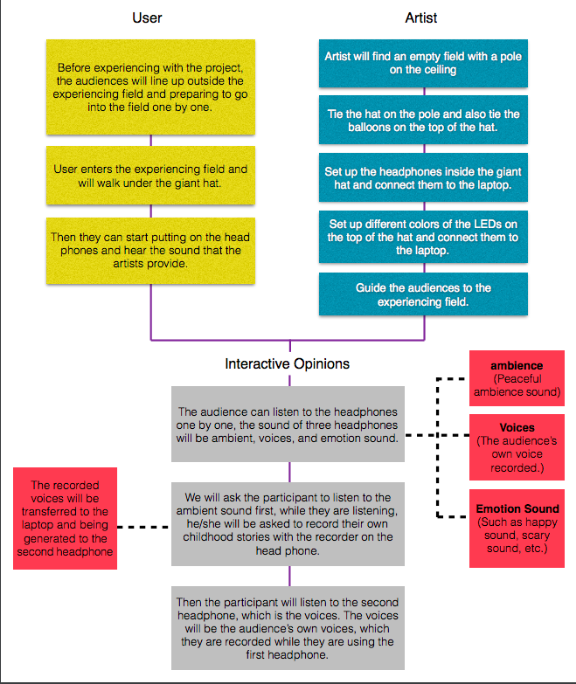 User
Before experiencing with the project,
the audiences will line up outside the
experiencing field and preparing to go
into the field one by one.
User enters the experiencing field and
will walk under the giant hat.
Then they can start putting on the head
phones and hear the sound that the
artists provide.
Artist
Artist will find an empty field with a pole
on the ceiling
Tie the hat on the pole and also tie the
balloons on the top of the hat.
Set up the headphones inside the giant
hat and connect them to the laptop.
Set up different colors of the LEDs on
the top of the hat and connect them to
the laptop.
Guide the audiences to the
experiencing field.
Interactive Opinions
The audience can listen to the headphones
one by one, the sound of three headphones
will be ambient, voices, and emotion sound.
ambience
(Peaceful
ambience sound)
Voices
(The audience's
own voice
recorded.)
Emotion Sound
(Such as happy
sound, scary
sound, etc.)
We will ask the participant to listen to the
ambient sound first, while they are listening,
he/she will be asked to record their own
childhood stories with the recorder on the
head phone.
The recorded
voices will be
transferred to the
laptop and being
generated to the
second headphone
Then the participant will listen to the second
headphone, which is the voices. The voices
will be the audience's own voices, which
they are recorded while they are using the
first headphone.